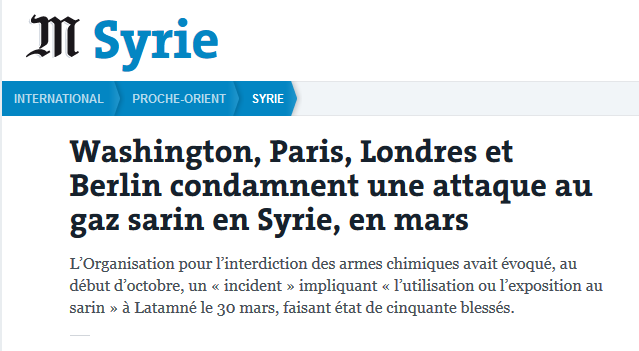 M Syrie
INTERNATIONAL PROCHE-ORIENT SYRIE
Washington, Paris, Londres et
Berlin condamnent une attaque au
gaz sarin en Syrie, en mars
L’Organisation pour l’interdiction des armes chimiques avait évoqué, au
début d’octobre, un « incident » impliquant « l’utilisation ou l’exposition au
sarin » à Latamné le 30 mars, faisant état de cinquante blessés.